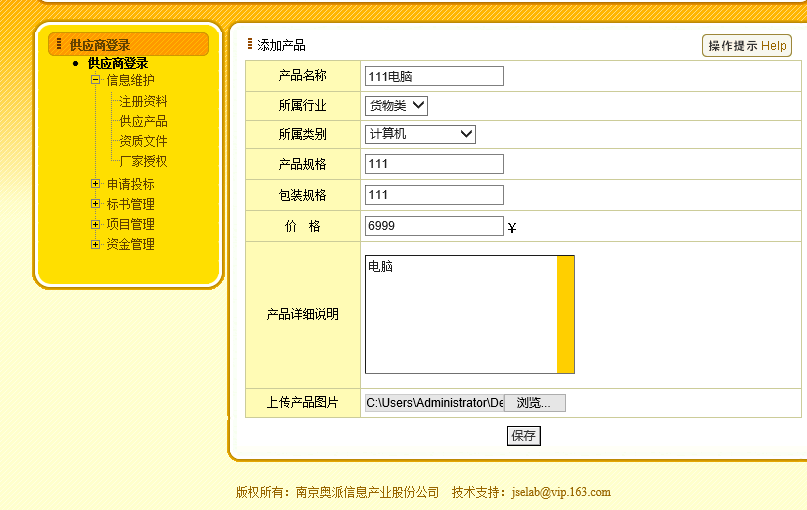 供应商登录
供应商登录
信息维护
注册资料
供应产品
资质文件
厂家授权
申请投标
标书管理
项目管理
资金管理
添加产品
操作提示 Help
产品名称 111电脑
所属行业 货物类
所属类别 计算机
产品规格 111
包装规格 111
价 格 6999 ￥
产品详细说明 电脑
上传产品图片 C:\Users\Administrator\De 浏览...
保存
版权所有：南京奥派信息产业股份公司 技术支持：jselab@vip.163.com